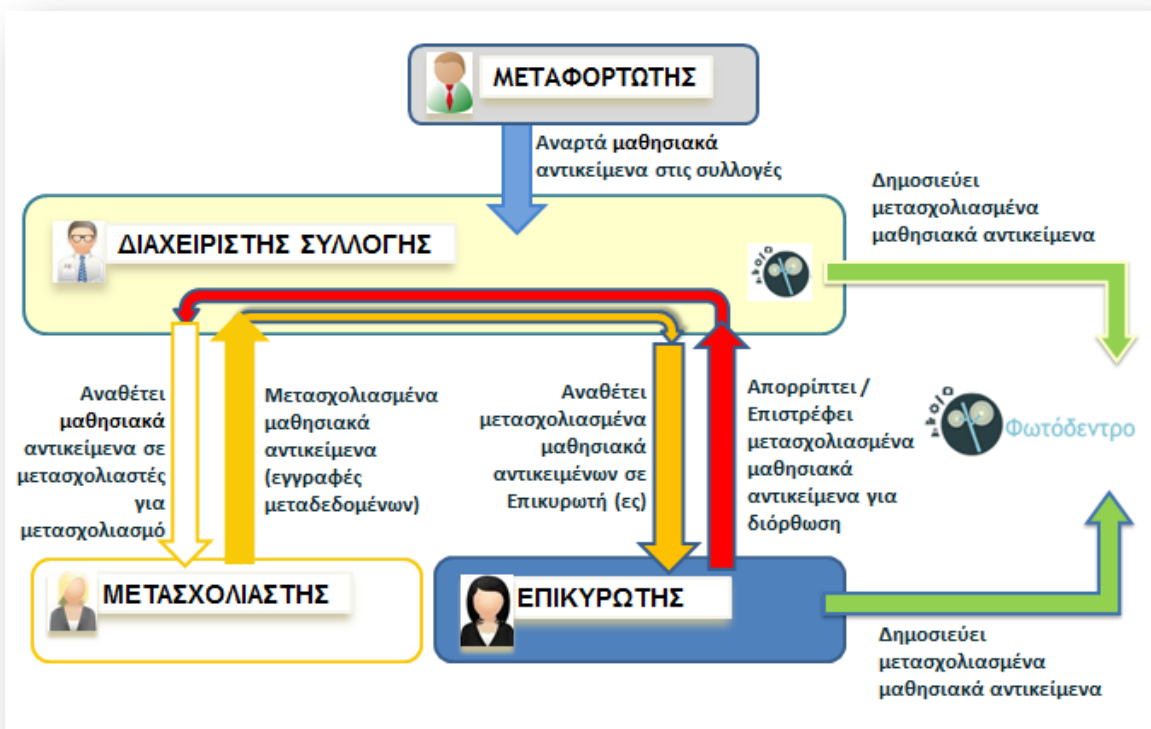 ΜΕΤΑΦΟΡΤΩΤΗΣ
Αναρτά μαθησιακά
αντικείμενα στις συλλογές
Δημοσιεύει
μετασχολιασμένα
μαθησιακά αντικείμενα
ΔΙΑΧΕΙΡΙΣΤΗΣ ΣΥΛΛΟΓΗΣ
Αναθέτει
μαθησιακά
αντικείμενα σε
μετασχολιαστές
για
μετασχολιασμό
Μετασχολιασμένα
μαθησιακά
αντικείμενα
(εγγραφές
μεταδεδομένων)
Αναθέτει
μετασχολιασμένα
μαθησιακά
αντικειμένων σε
Επικυρωτή (ες)
Απορρίπτει /
Επιστρέφει
μετασχολιασμένα
μαθησιακά
αντικείμενα για
διόρθωση
Φωτόδεντρο
ΜΕΤΑΣΧΟΛΙΑΣΤΗΣ
ΕΠΙΚΥΡΩΤΗΣ
Δημοσιεύει
μετασχολιασμένα
μαθησιακά αντικείμενα